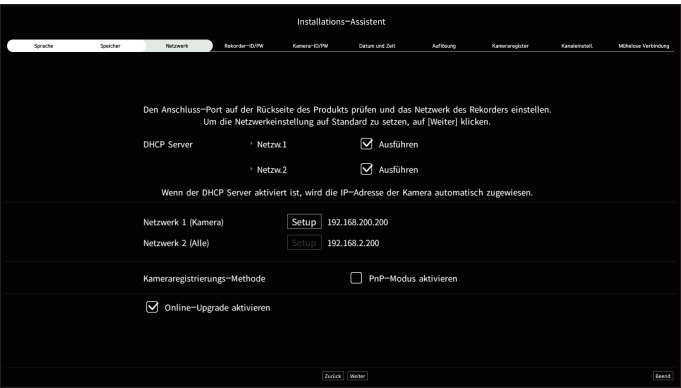 Installations-Assistent
Sprache Speicher Netzwerk Rekorder-ID/PW Kamera-ID/PW Datum und Zeit Auflösung Kameraregister Kanaleinstell. Mühelose Verbindung
Den Anschluss-Port auf der Rückseite des Produkts prüfen und das Netzwerk des Rekorders einstellen.
Um die Netzwerkeinstellung auf Standard zu setzen, auf [Weiter] klicken.
DHCP Server Netzw.1 Ausführen
Netzw.2 Ausführen
Wenn der DHCP Server aktiviert ist, wird die IP-Adresse der Kamera automatisch zugewiesen.
Netzwerk 1 (Kamera) Setup 192.168.200.200
Netzwerk 2 (Alle) Setup 192.168.2.200
Kameraregistrierungs-Methode PnP-Modus aktivieren
Online-Upgrade aktivieren
Zurück Weiter Beend